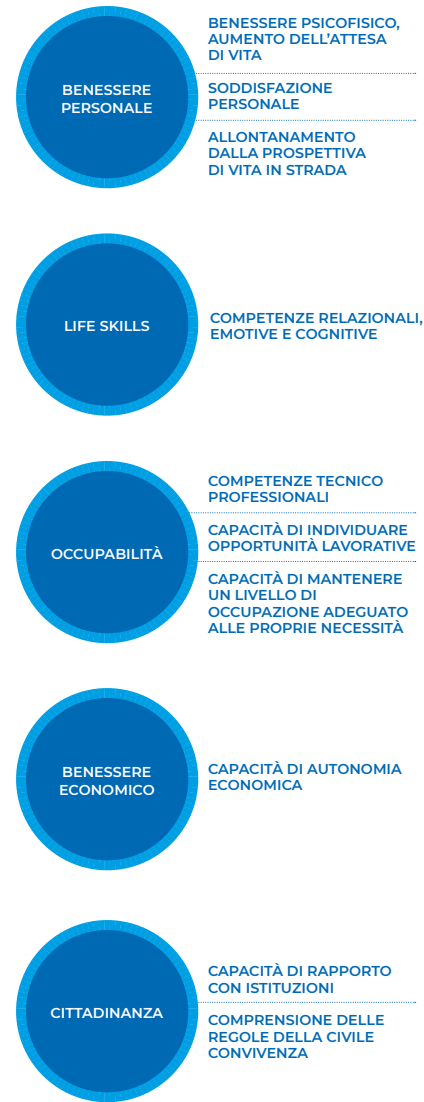 BENESSERE
PERSONALE
BENESSERE PSICOFISICO,
AUMENTO DELL'ATTESA
DI VITA
SODDISFAZIONE
PERSONALE
ALLONTANAMENTO
DALLA PROSPETTIVA
DI VITA IN STRADA
LIFE SKILLS
COMPETENZE RELAZIONALI,
EMOTIVE E COGNITIVE
OCCUPABILITÀ
COMPETENZE TECNICO
PROFESSIONALI
CAPACITÀ DI INDIVIDUARE
OPPORTUNITÀ LAVORATIVE
CAPACITÀ DI MANTENERE
UN LIVELLO DI
OCCUPAZIONE ADEGUATO
ALLE PROPRIE NECESSITÀ
BENESSERE
ECONOMICO
CAPACITÀ DI AUTONOMIA
ECONOMICA
CITTADINANZA
CAPACITÀ DI RAPPORTO
CON ISTITUZIONI
COMPRENSIONE DELLE
REGOLE DELLA CIVILE
CONVIVENZA